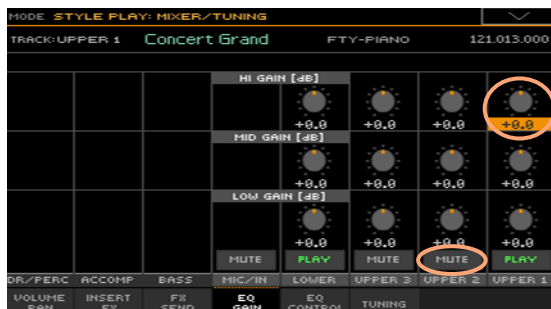 MODE STYLE PLAY: MIXER/TUNING
TRACK:UPPER 1 Concert Grand FTY-PIANO 121.013.000
HI GAIN [dB]
+0.0 +0.0 +0.0 +0.0
MID GAIN [dB]
+0.0 +0.0 +0.0 +0.0
LOW GAIN [dB]
+0.0 +0.0 +0.0 +0.0
MUTE PLAY MUTE MUTE PLAY
DR/PERC ACCOMP BASS MIC/IN LOWER UPPER 3 UPPER 2 UPPER 1
VOLUME INSERT FX EQ EQ TUNING
PAN FX SEND GAIN CONTROL